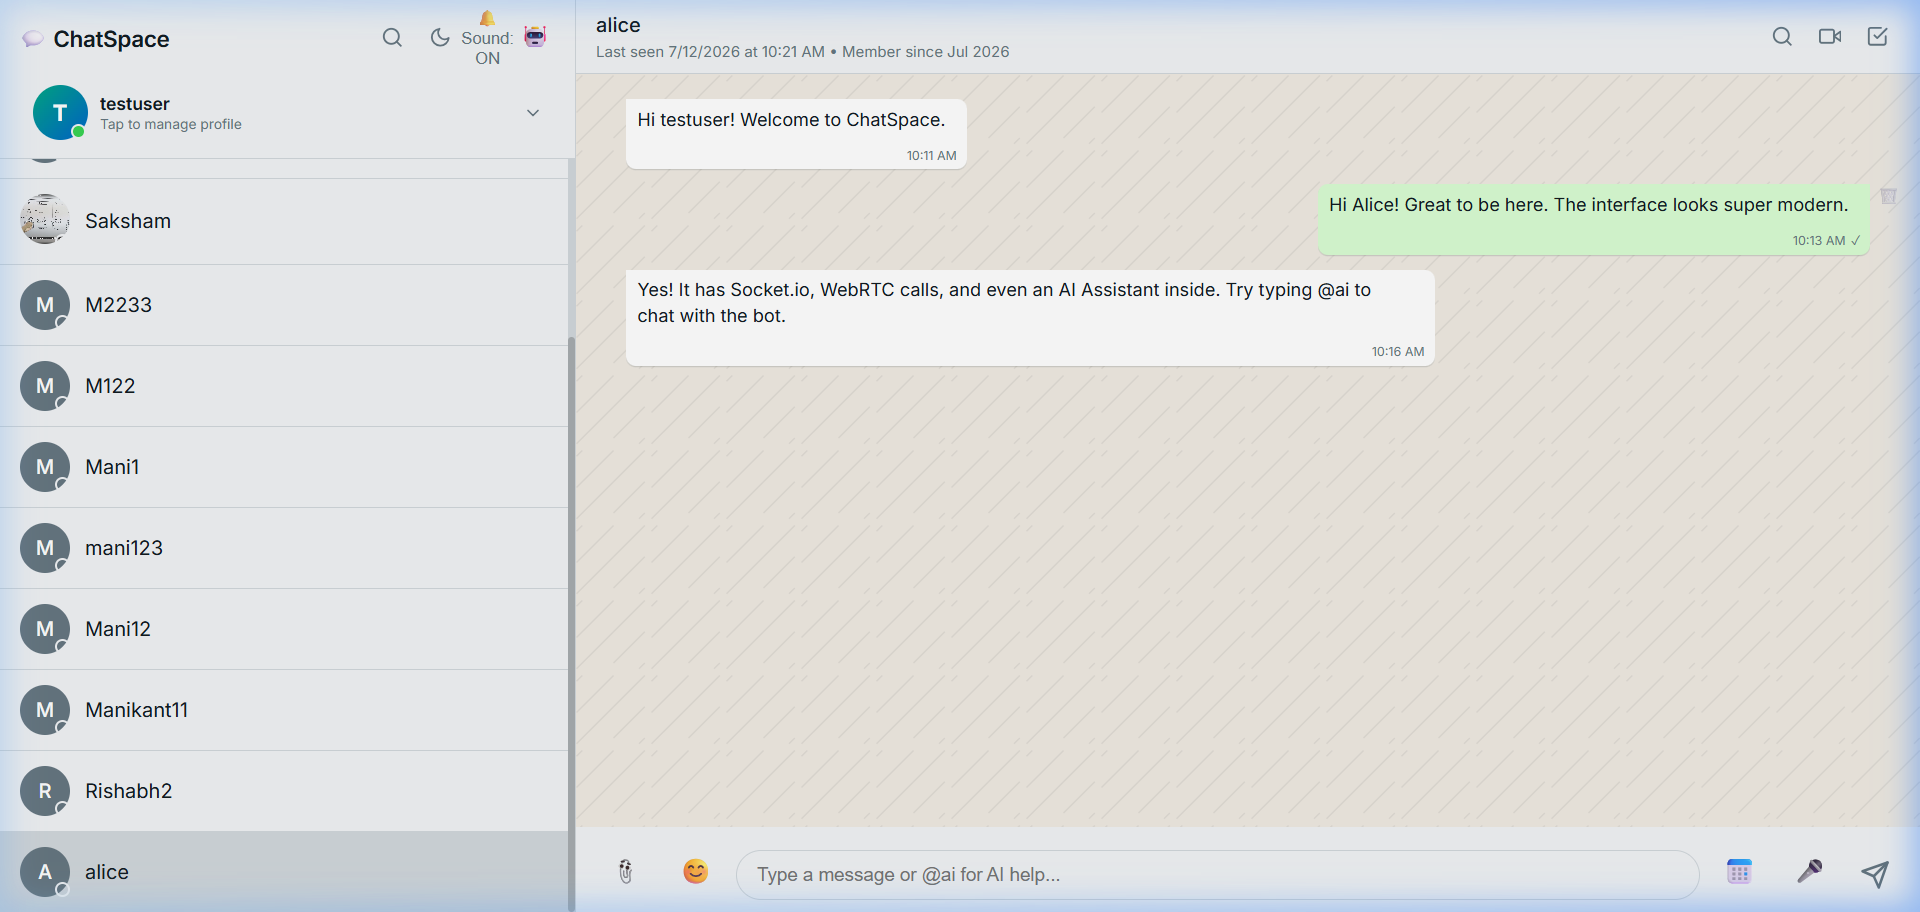 ChatSpace
Sound:
ON
T
testuser
Tap to manage profile
Saksham
M
M2233
M
M122
M
Mani1
M
mani123
M
Mani12
M
Manikant11
R
Rishabh2
A
alice
alice
Last seen 7/12/2026 at 10:21 AM • Member since Jul 2026
Hi testuser! Welcome to ChatSpace.
10:11 AM
Hi Alice! Great to be here. The interface looks super modern.
10:13 AM ✓
Yes! It has Socket.io, WebRTC calls, and even an AI Assistant inside. Try typing @ai to
chat with the bot.
10:16 AM
Type a message or @ai for AI help...